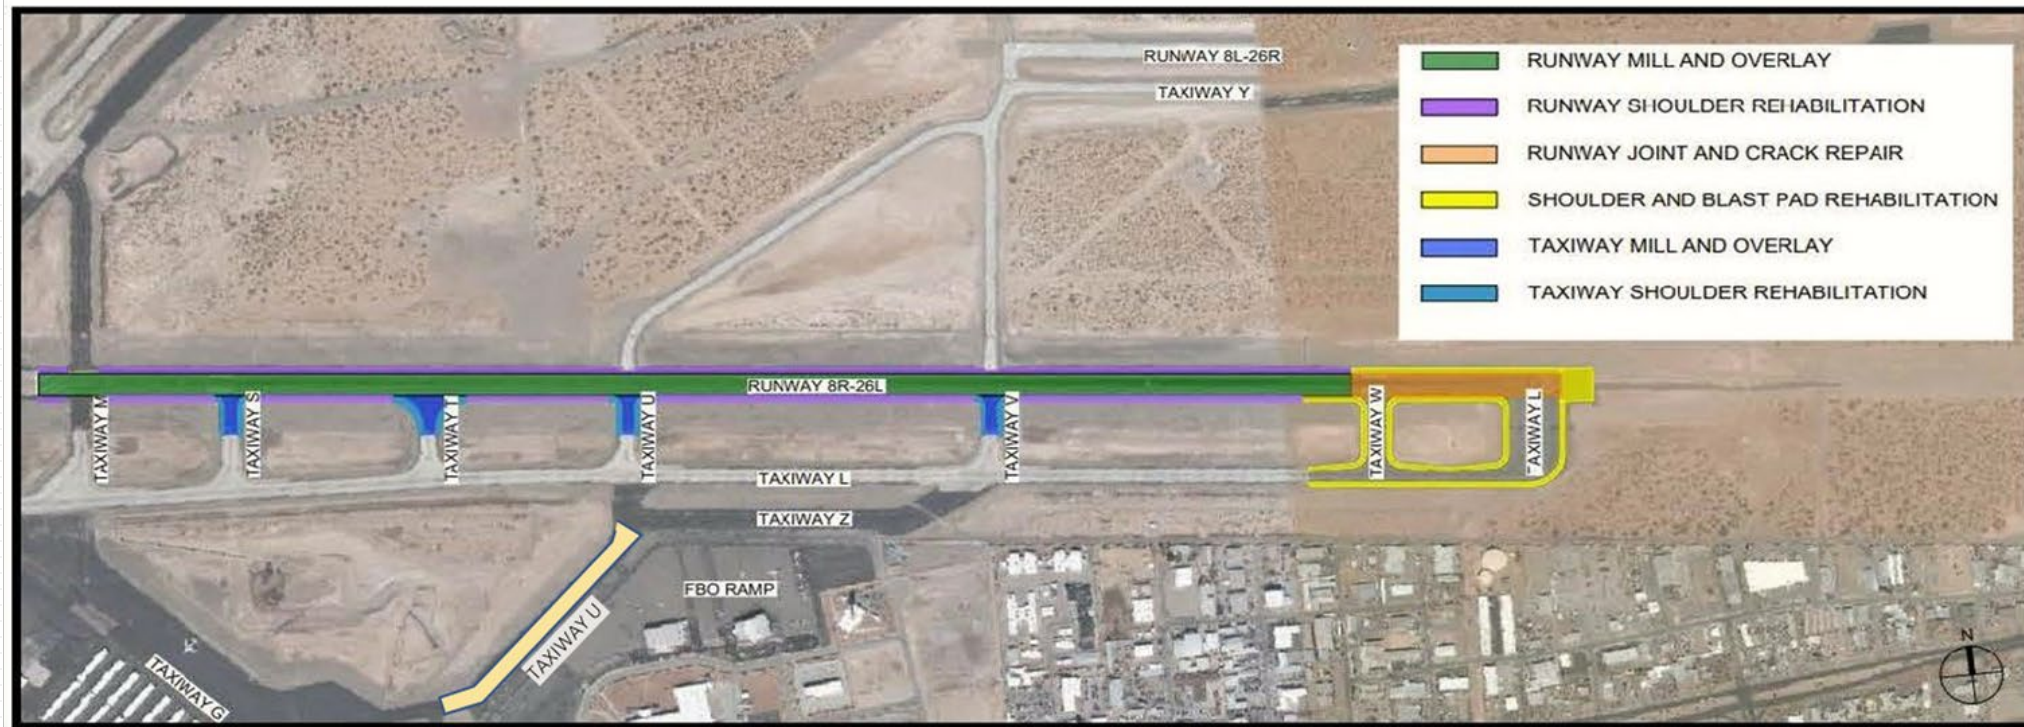 RUNWAY 8L-26R
TAXIWAY Y
RUNWAY MILL AND OVERLAY
RUNWAY SHOULDER REHABILITATION
RUNWAY JOINT AND CRACK REPAIR
SHOULDER AND BLAST PAD REHABILITATION
TAXIWAY MILL AND OVERLAY
TAXIWAY SHOULDER REHABILITATION
RUNWAY 8R-26L
TAXIWAY M
TAXIWAY S
TAXIWAY T
TAXIWAY U
TAXIWAY V
TAXIWAY W
TAXIWAY L
TAXIWAY L
TAXIWAY Z
FBO RAMP
TAXIWAY U
TAXIWAY G
N